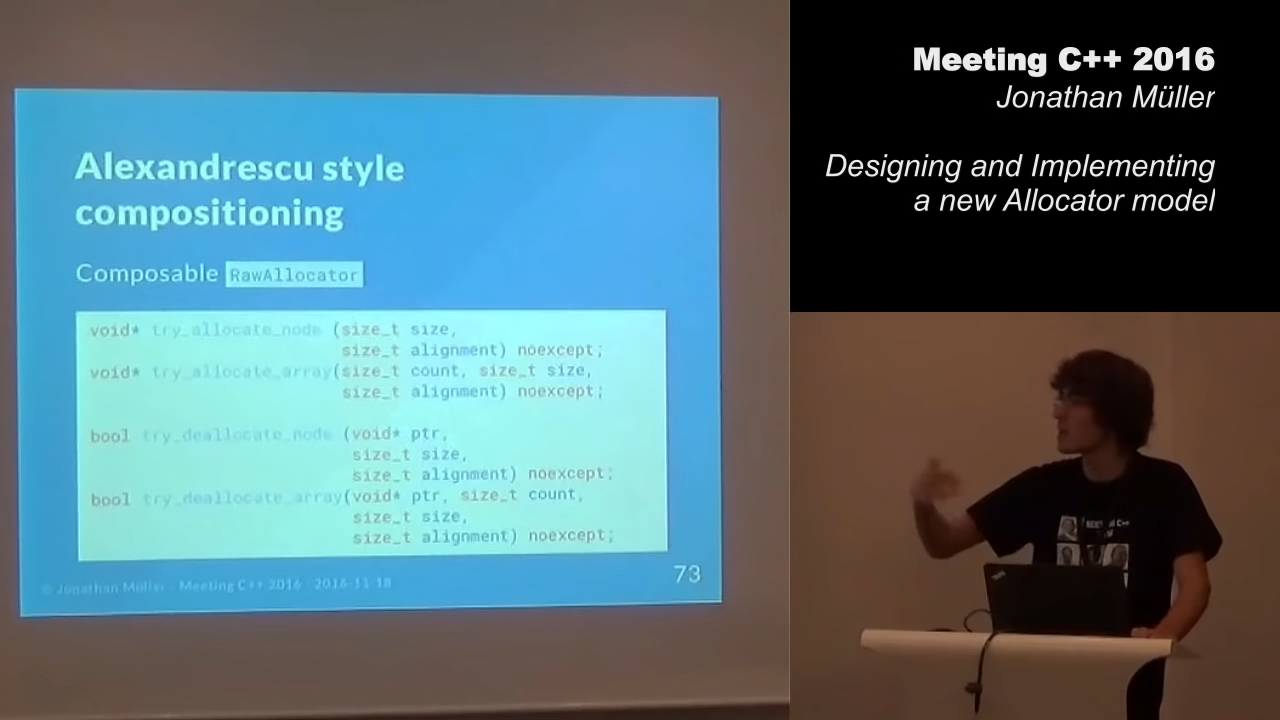 Alexandrescu style
compositioning
Composable RawAllocator
void* try_allocate_node (size_t size,
size_t alignment) noexcept;
void* try_allocate_array(size_t count, size_t size,
size_t alignment) noexcept;
bool try_deallocate_node (void* ptr,
size_t size,
size_t alignment) noexcept;
bool try_deallocate_array(void* ptr, size_t count,
size_t size,
size_t alignment) noexcept;
© Jonathan Müller - Meeting C++ 2016 - 2016-11-18
73
Meeting C++ 2016
Jonathan Müller
Designing and Implementing
a new Allocator model